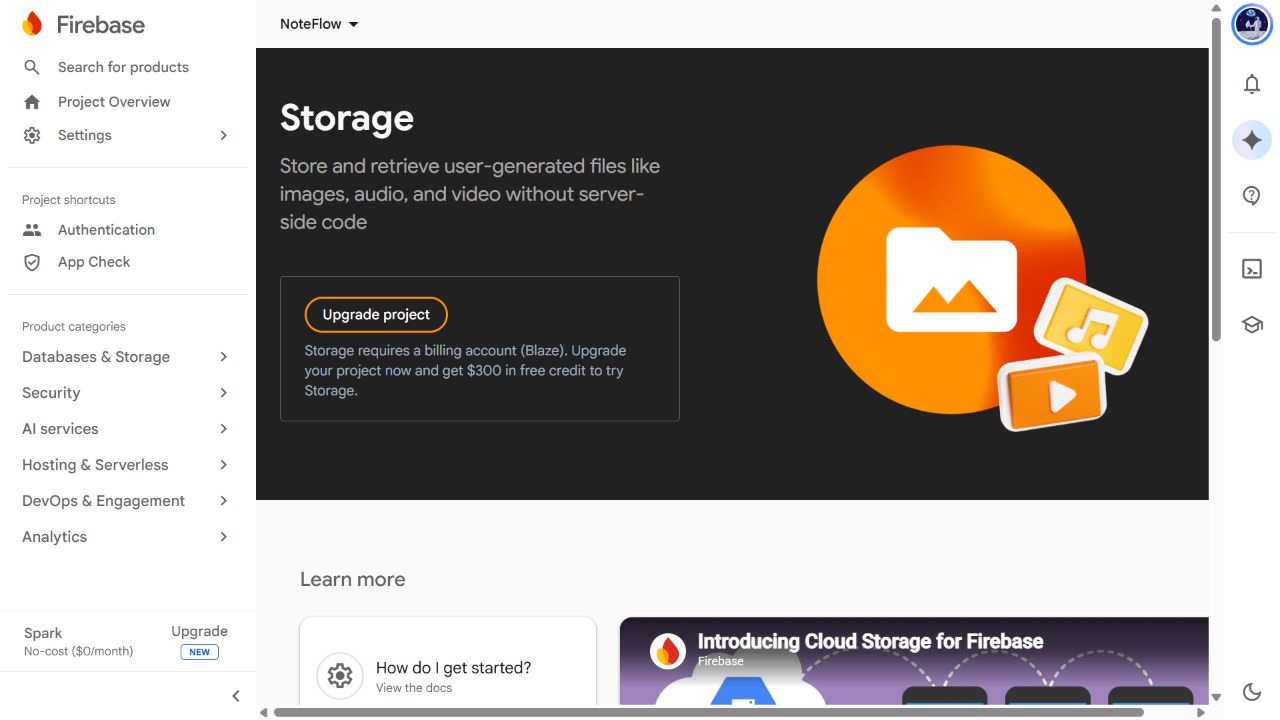 Firebase
Search for products
Project Overview
Settings
Project shortcuts
Authentication
App Check
Product categories
Databases & Storage
Security
AI services
Hosting & Serverless
DevOps & Engagement
Analytics
Spark
No-cost ($0/month)
Upgrade
NEW
NoteFlow
Storage
Store and retrieve user-generated files like
images, audio, and video without server-
side code
Upgrade project
Storage requires a billing account (Blaze). Upgrade
your project now and get $300 in free credit to try
Storage.
Learn more
How do I get started?
View the docs
Introducing Cloud Storage for Firebase
Firebase